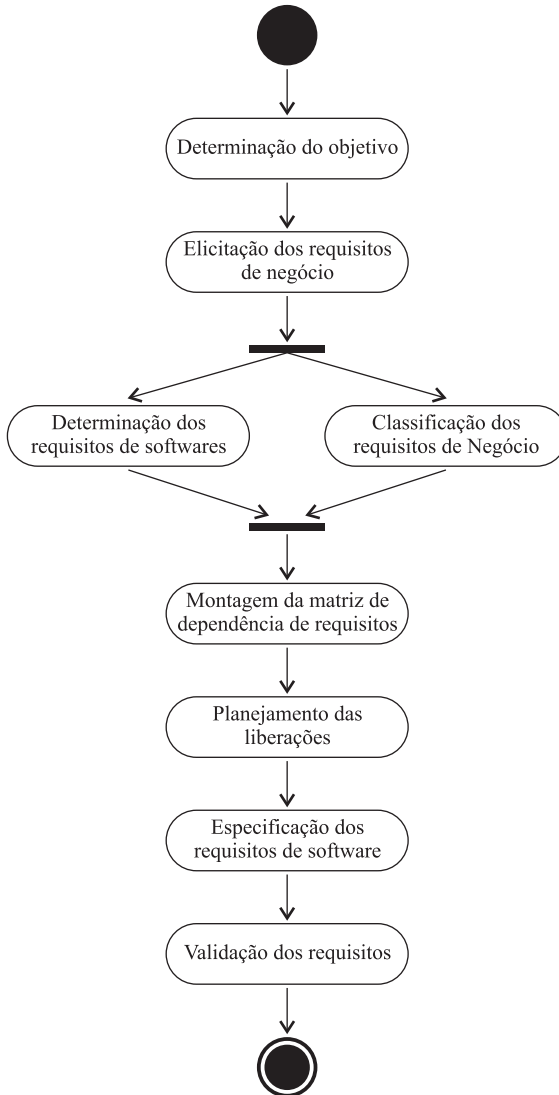 Determinação do objetivo
Elicitação dos requisitos
de negócio
Determinação dos
requisitos de softwares
Classificação dos
requisitos de Negócio
Montagem da matriz de
dependência de requisitos
Planejamento das
liberações
Especificação dos
requisitos de software
Validação dos requisitos